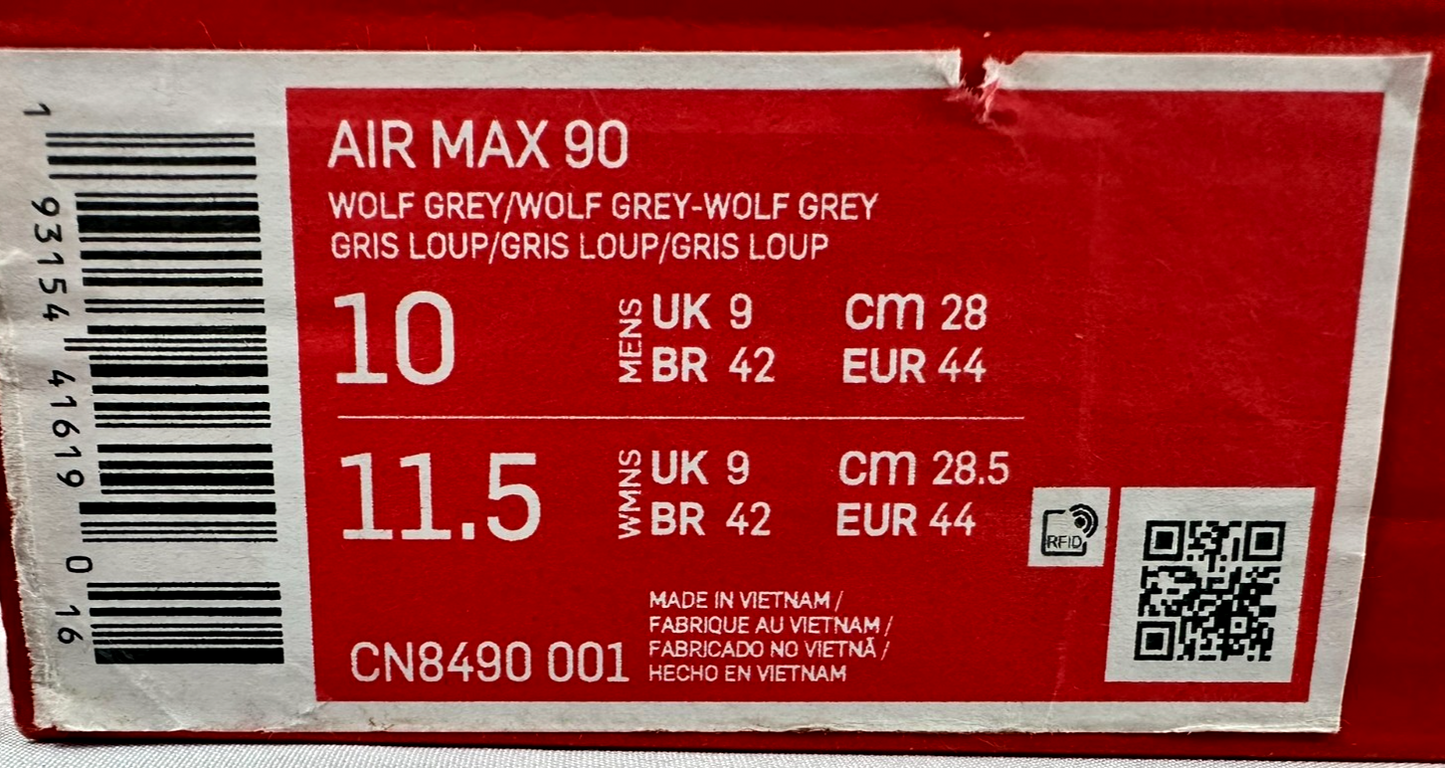 1 93154 41619 0 16
AIR MAX 90
WOLF GREY/WOLF GREY-WOLF GREY
GRIS LOUP/GRIS LOUP/GRIS LOUP
10 MENS UK 9 CM 28
BR 42 EUR 44
11.5 WMNS UK 9 CM 28.5
BR 42 EUR 44
RFID
MADE IN VIETNAM /
FABRIQUE AU VIETNAM /
FABRICADO NO VIETNÃ /
HECHO EN VIETNAM
CN8490 001